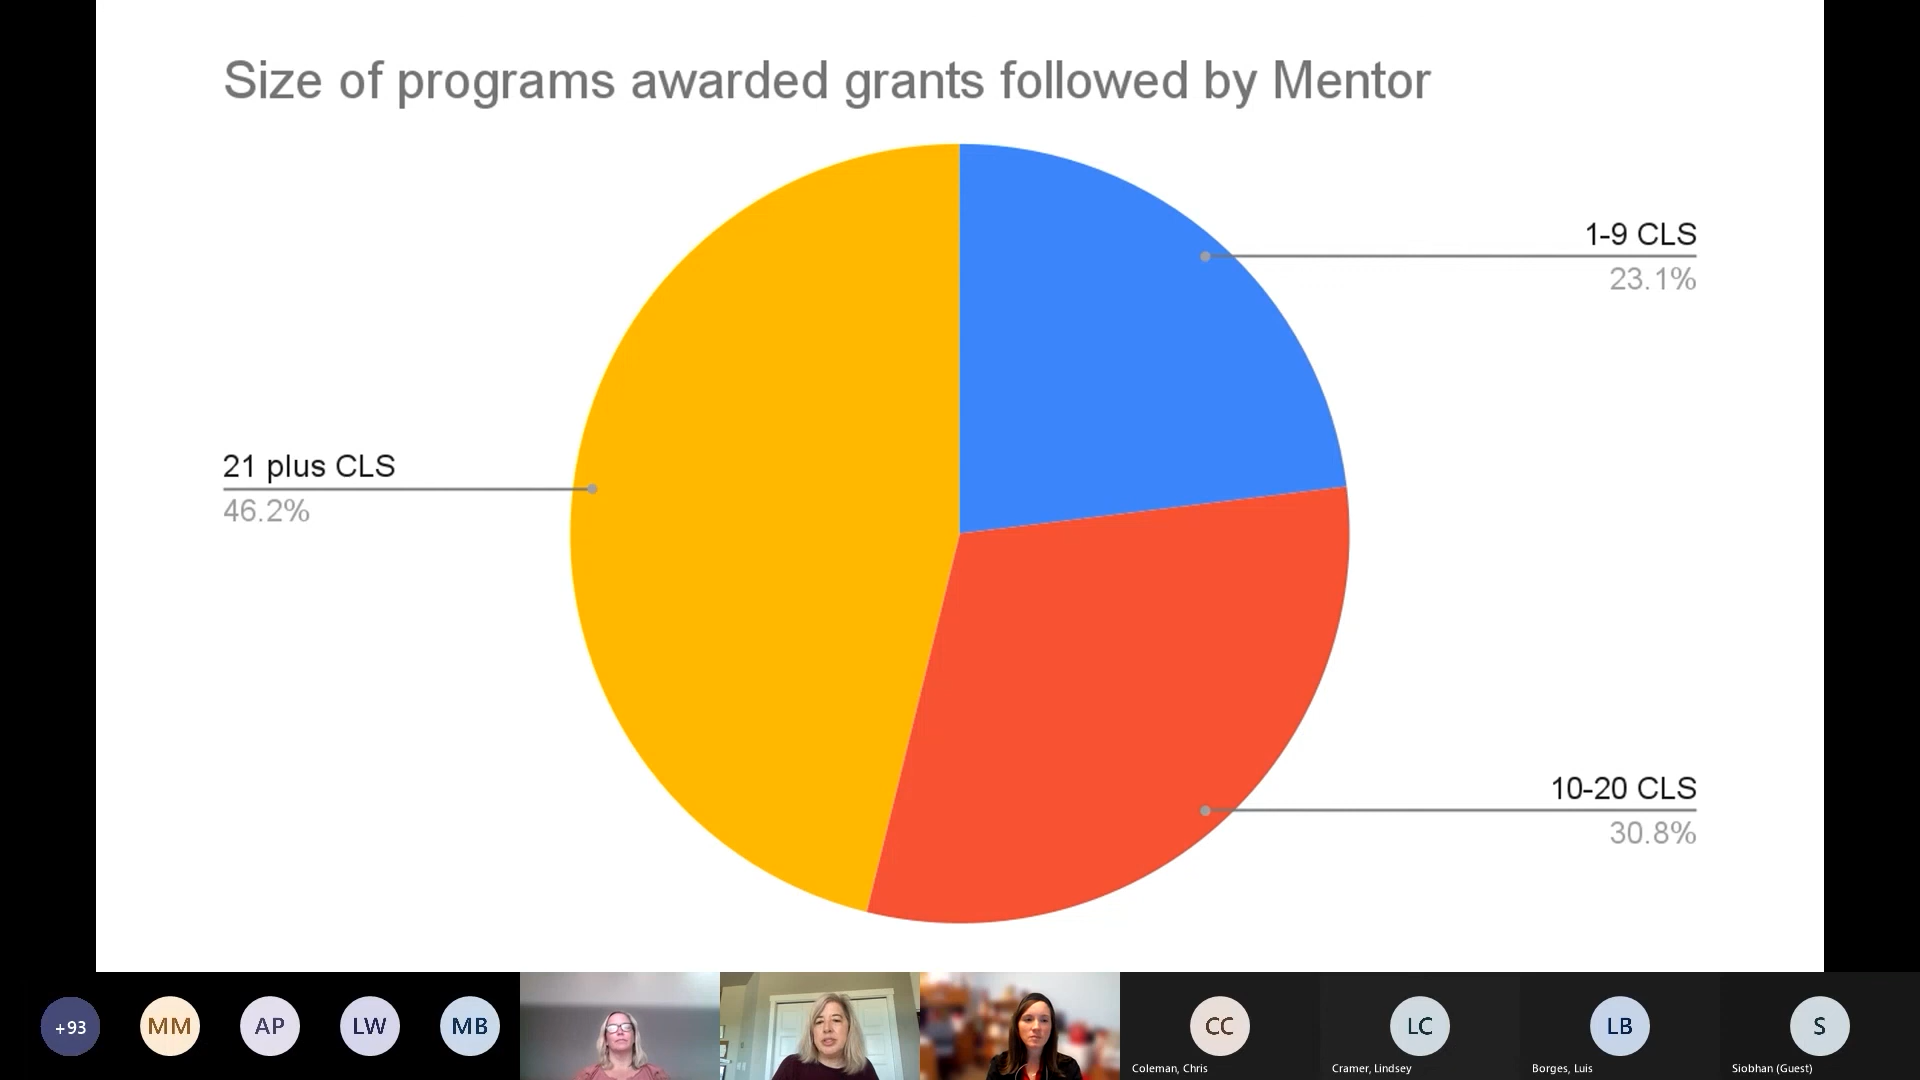 Size of programs awarded grants followed by Mentor
1-9 CLS
23.1%
21 plus CLS
46.2%
10-20 CLS
30.8%
+93
MM
AP
LW
MB
CC
LC
LB
S
Coleman, Chris
Cramer, Lindsey
Borges, Luis
Siobhan (Guest)